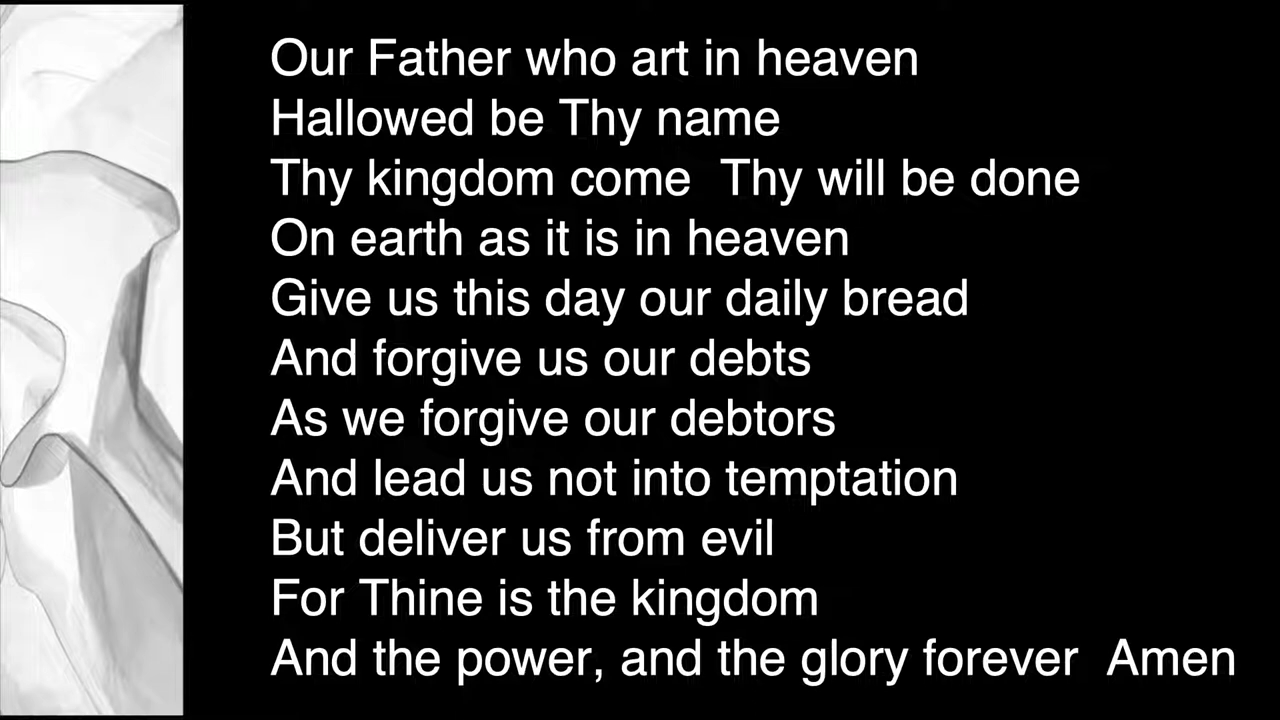 Our Father who art in heaven
Hallowed be Thy name
Thy kingdom come  Thy will be done
On earth as it is in heaven
Give us this day our daily bread
And forgive us our debts
As we forgive our debtors
And lead us not into temptation
But deliver us from evil
For Thine is the kingdom
And the power, and the glory forever  Amen